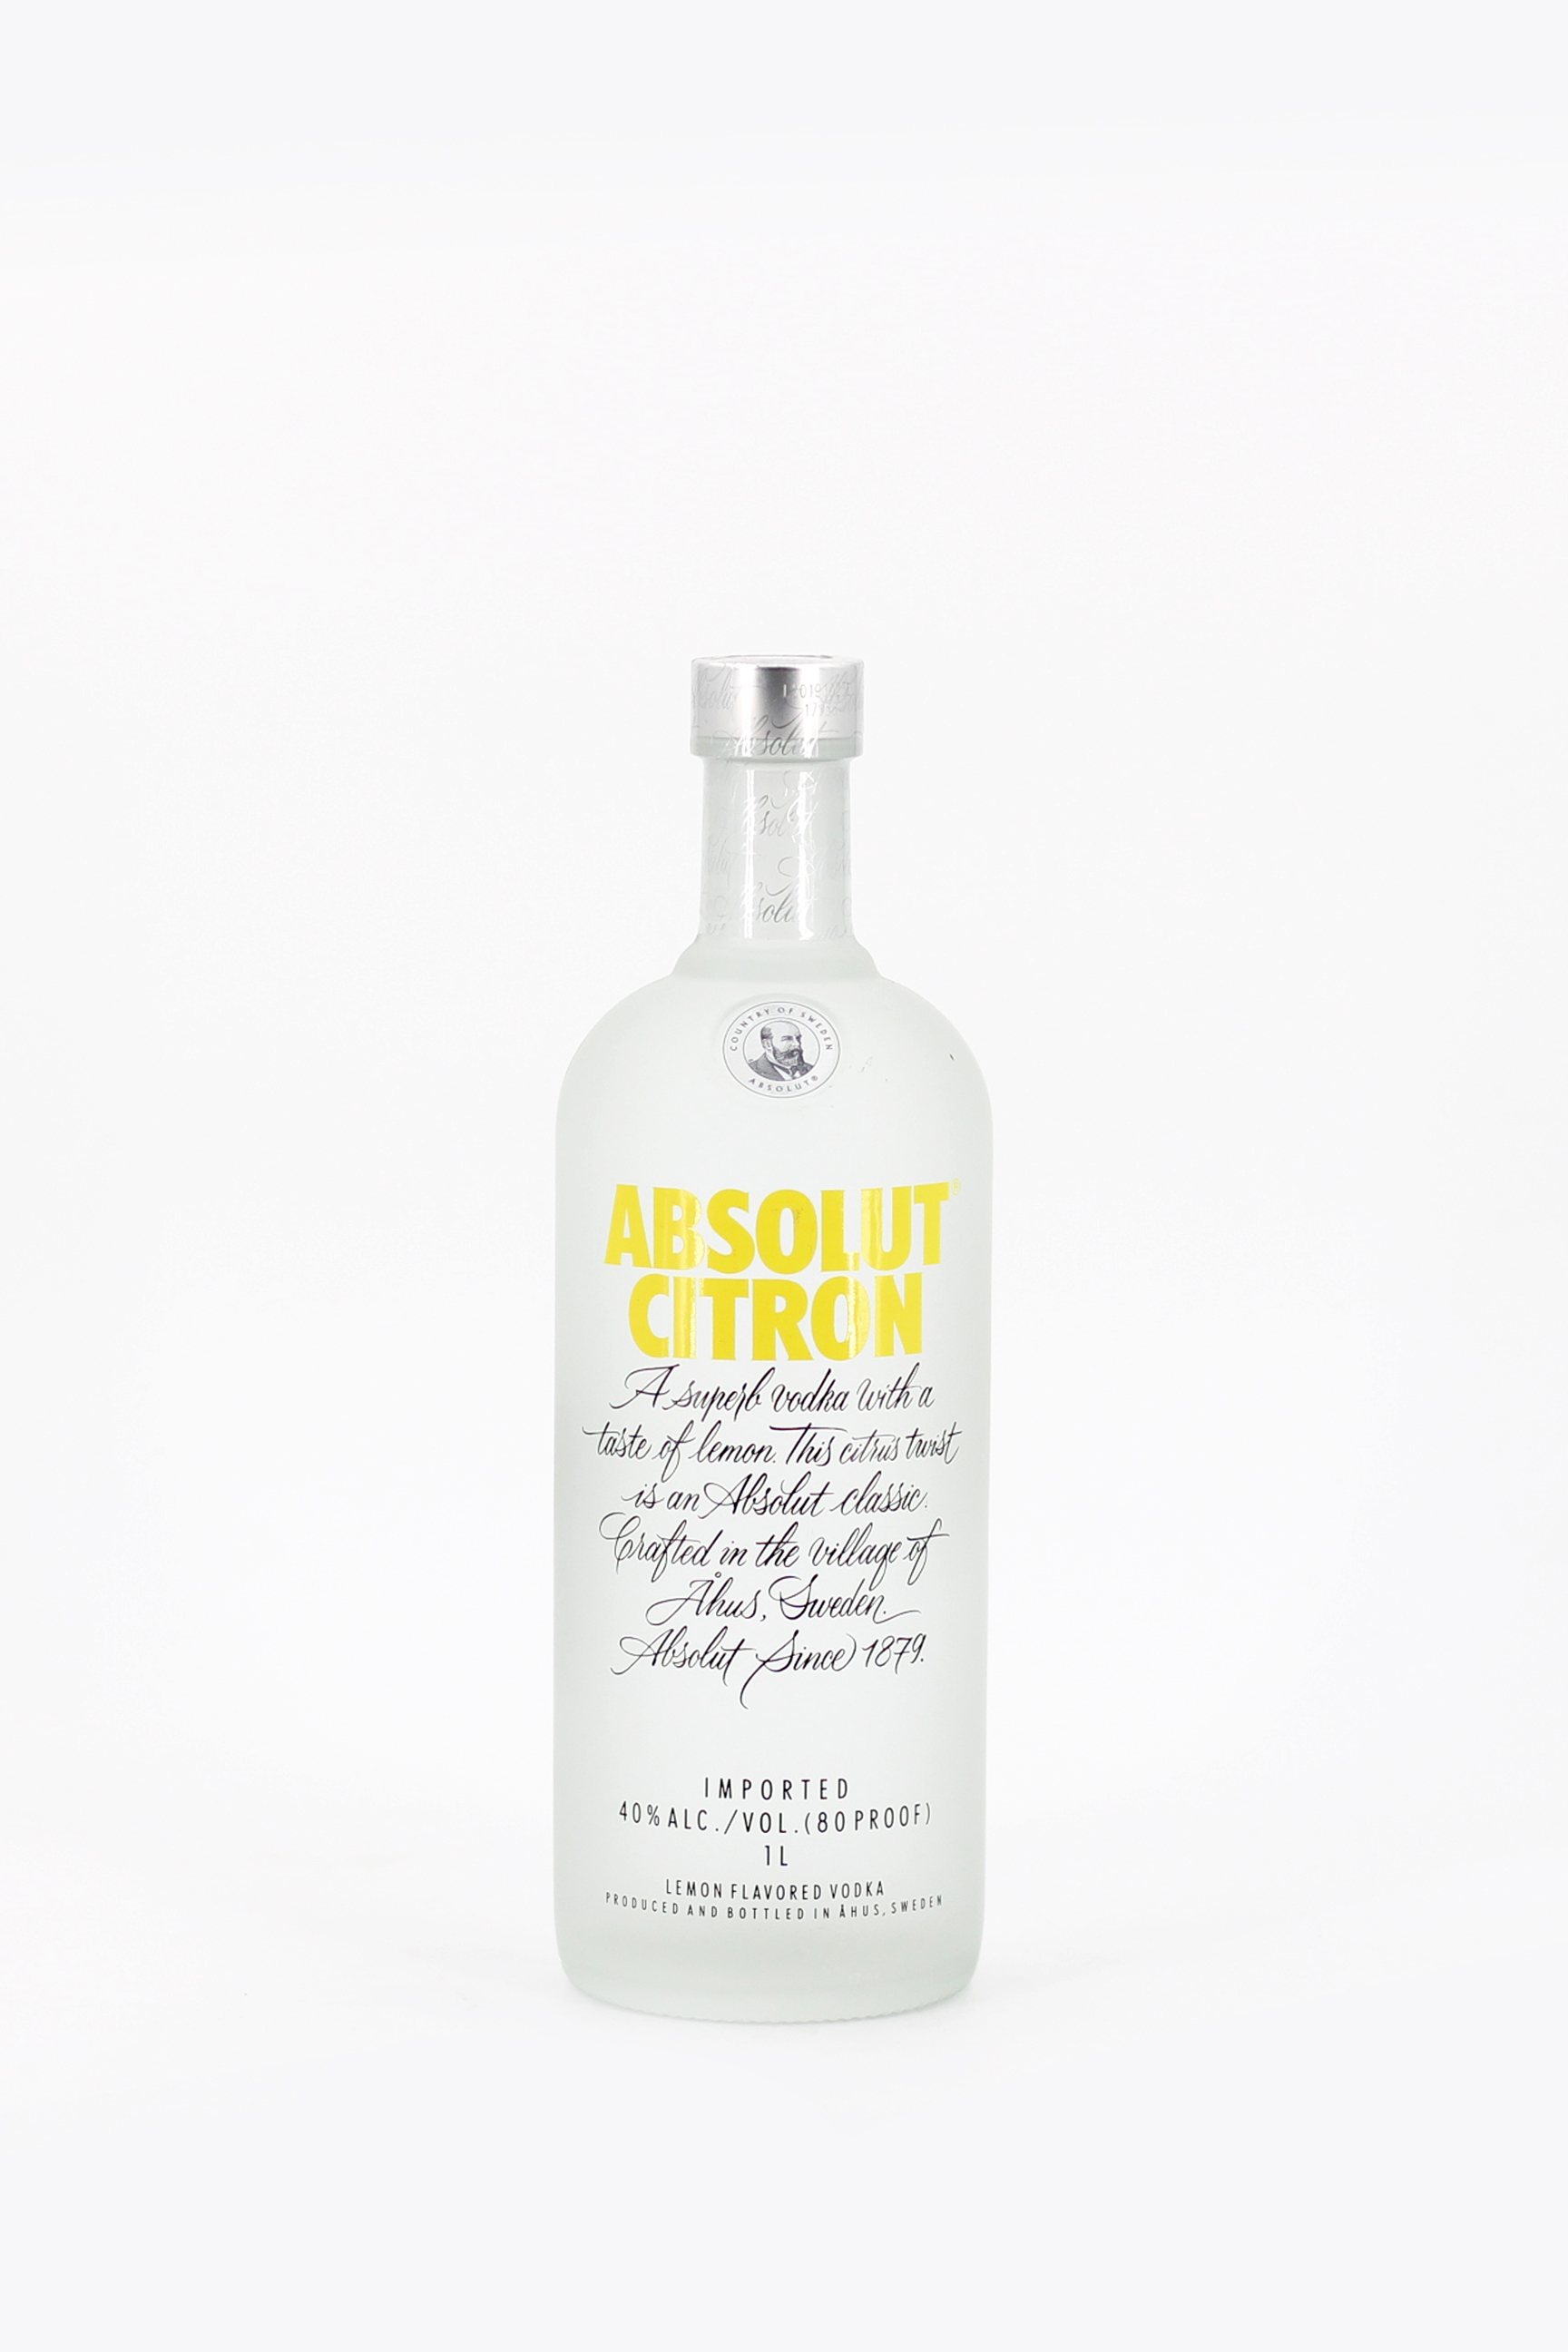 Absolut
Absolut
COUNTRY OF SWEDEN
ABSOLUT®
ABSOLUT®
CITRON
A superb vodka with a
taste of lemon. This citrus twist
is an Absolut classic.
Crafted in the village of
Åhus, Sweden.
Absolut Since 1879.
IMPORTED
40% ALC./VOL. (80 PROOF)
1L
LEMON FLAVORED VODKA
PRODUCED AND BOTTLED IN ÅHUS, SWEDEN